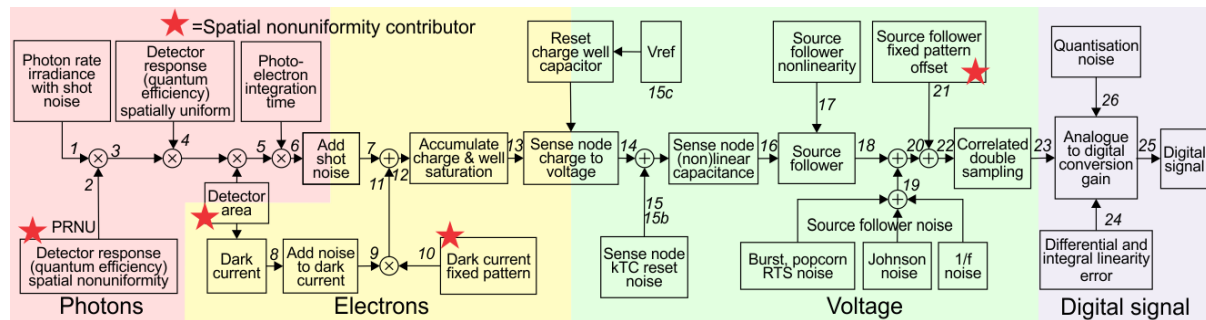 =Spatial nonuniformity contributor
Photon rate
irradiance
with shot
noise
Detector
response
(quantum
efficiency)
spatially uniform
Photo-
electron
integration
time
Reset
charge well
capacitor
Vref
15c
Source
follower
nonlinearity
Source follower
fixed pattern
offset
Quantisation
noise
1
2
3
4
5
6
Add
shot
noise
7
11
12
Accumulate
charge & well
saturation
13
Sense node
charge to
voltage
14
15
15b
Sense node
(non)linear
capacitance
16
17
Source
follower
18
19
20
21
22
Correlated
double
sampling
23
26
Analogue
to digital
conversion
gain
25
Digital
signal
24
PRNU
Detector response
(quantum efficiency)
spatial nonuniformity
Detector
area
Dark
current
8
Add noise
to dark
current
9
10
Dark current
fixed pattern
Sense node
kTC reset
noise
Source follower noise
Burst, popcorn
RTS noise
Johnson
noise
1/f
noise
Differential and
integral linearity
error
Photons
Electrons
Voltage
Digital signal